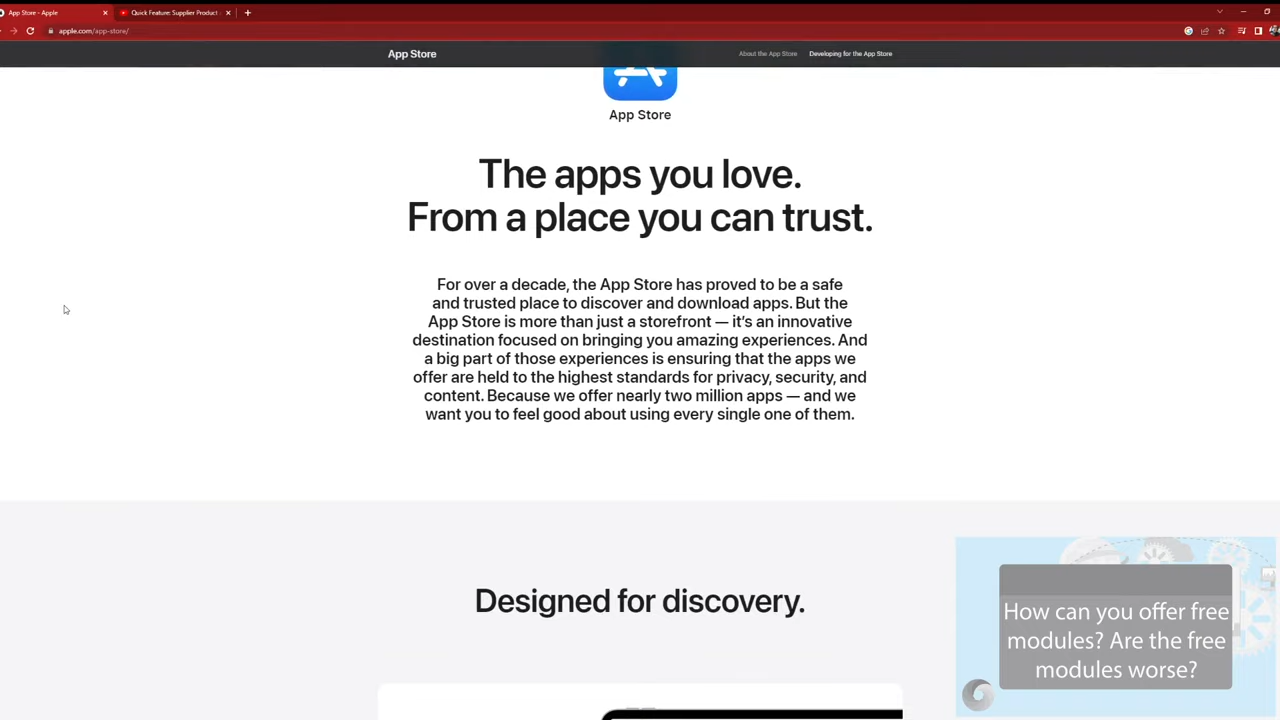 App Store - Apple
Quick Feature: Supplier Product
apple.com/app-store/
App Store
About the App Store
Developing for the App Store
App Store
The apps you love.
From a place you can trust.
For over a decade, the App Store has proved to be a safe
and trusted place to discover and download apps. But the
App Store is more than just a storefront — it's an innovative
destination focused on bringing you amazing experiences. And
a big part of those experiences is ensuring that the apps we
offer are held to the highest standards for privacy, security, and
content. Because we offer nearly two million apps — and we
want you to feel good about using every single one of them.
Designed for discovery.
How can you offer free
modules? Are the free
modules worse?